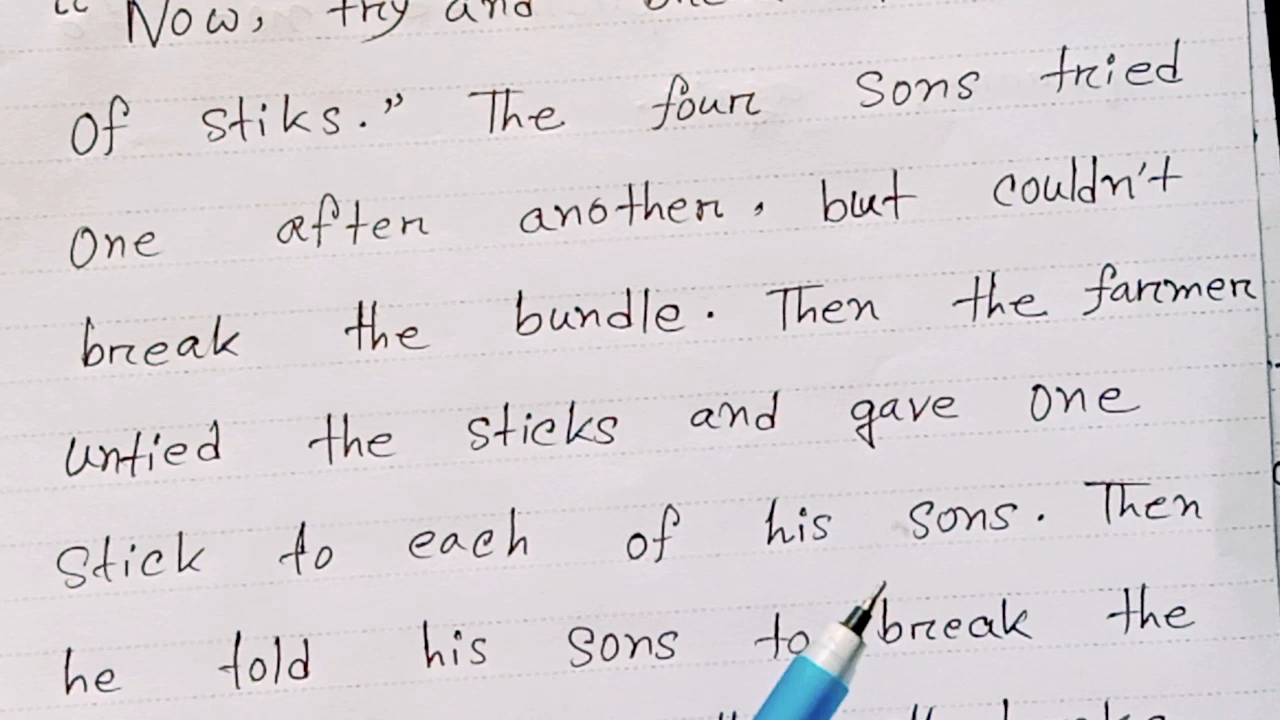 “ Now, try and one
Of stiks.” The four sons tried
One after another, but couldn't
break the bundle. Then the farmer
untied the sticks and gave one
Stick to each of his sons. Then
he told his sons to break the